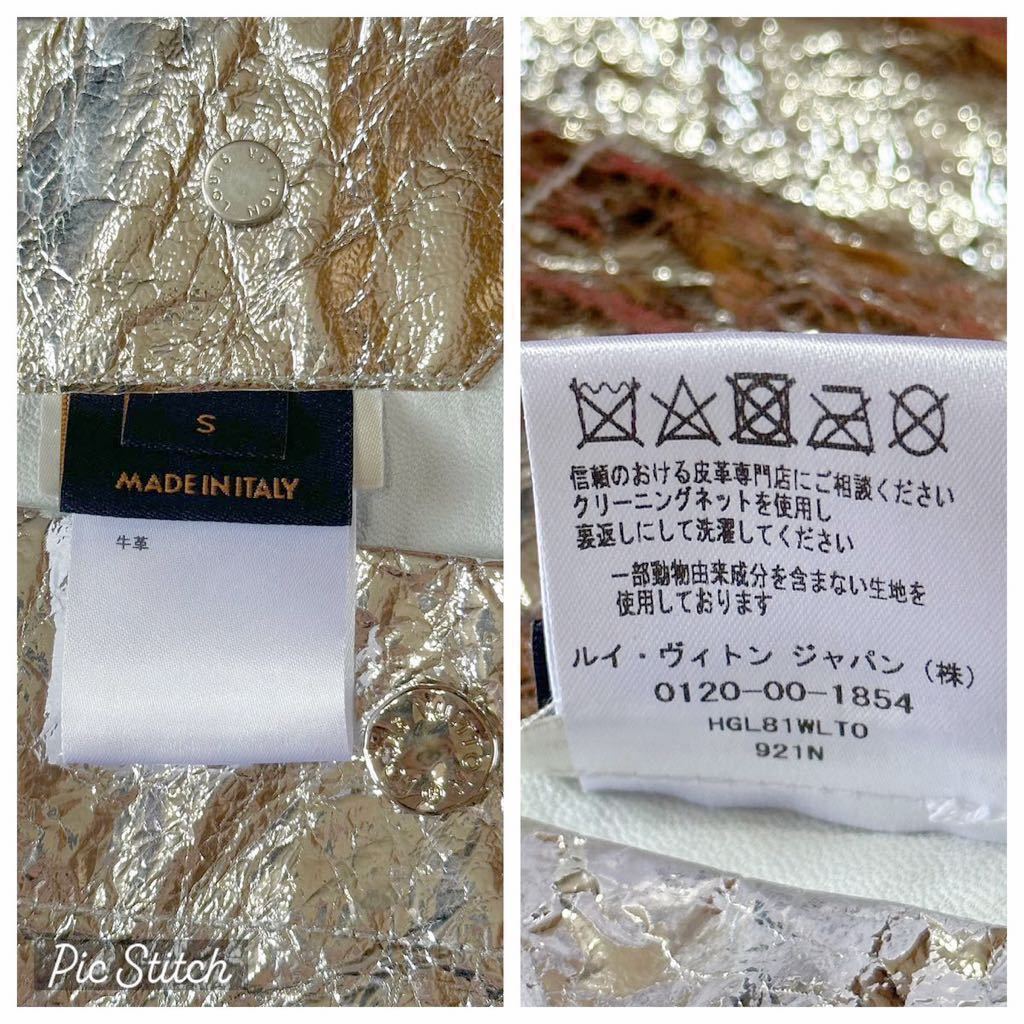 LOUIS VUITTON
S
MADE IN ITALY
牛革
VUITTO
Pic Stitch
信頼のおける皮革専門店にご相談ください
クリーニングネットを使用し
裏返しにして洗濯してください
一部動物由来成分を含まない生地を
使用しております
ルイ・ヴィトン ジャパン (株)
0120-00-1854
HGL81WLTO
921N